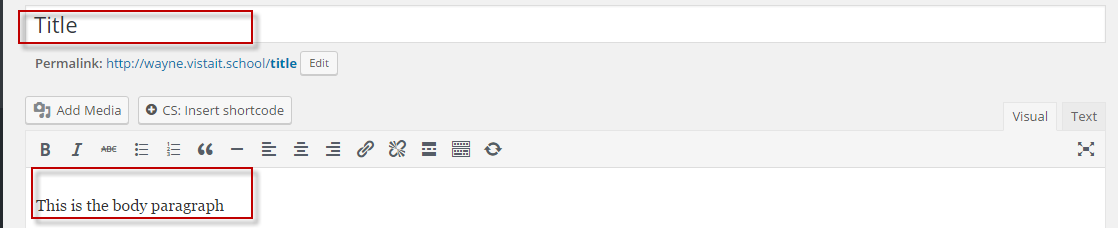 Title
Permalink: http://wayne.vistait.school/title Edit
Add Media CS: Insert shortcode
Visual Text
B I ABC
This is the body paragraph